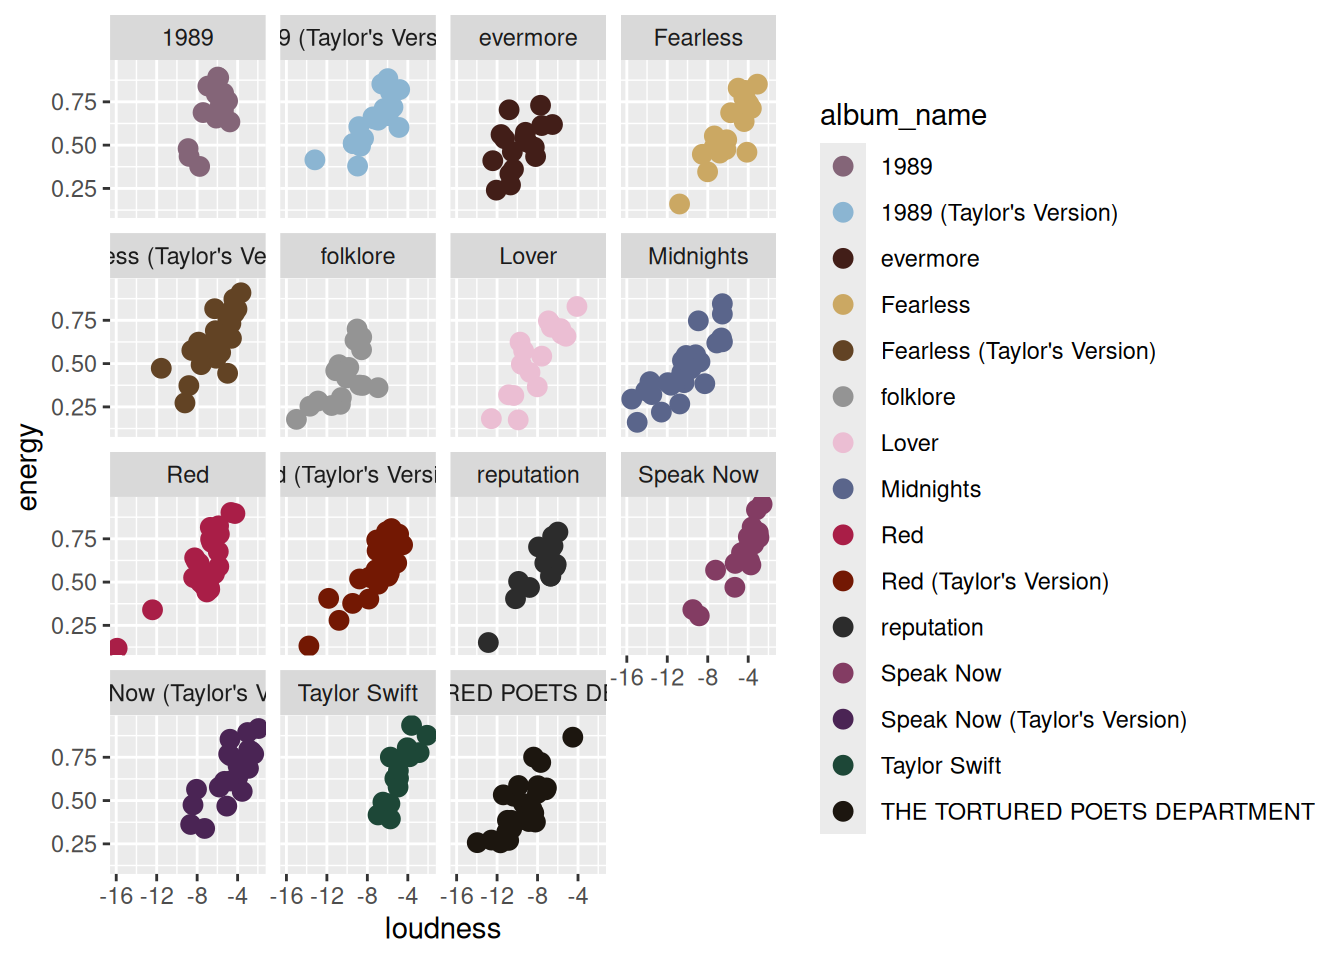 1989
9 (Taylor's Vers
evermore
Fearless
0.75
0.50
0.25
ess (Taylor's Ve
folklore
Lover
Midnights
0.75
0.50
0.25
Red
d (Taylor's Versi
reputation
Speak Now
0.75
0.50
0.25
-16 -12 -8 -4
Now (Taylor's V
Taylor Swift
RED POETS DE
0.75
0.50
0.25
-16 -12 -8 -4
-16 -12 -8 -4
-16 -12 -8 -4
loudness
energy
album_name
1989
1989 (Taylor's Version)
evermore
Fearless
Fearless (Taylor's Version)
folklore
Lover
Midnights
Red
Red (Taylor's Version)
reputation
Speak Now
Speak Now (Taylor's Version)
Taylor Swift
THE TORTURED POETS DEPARTMENT